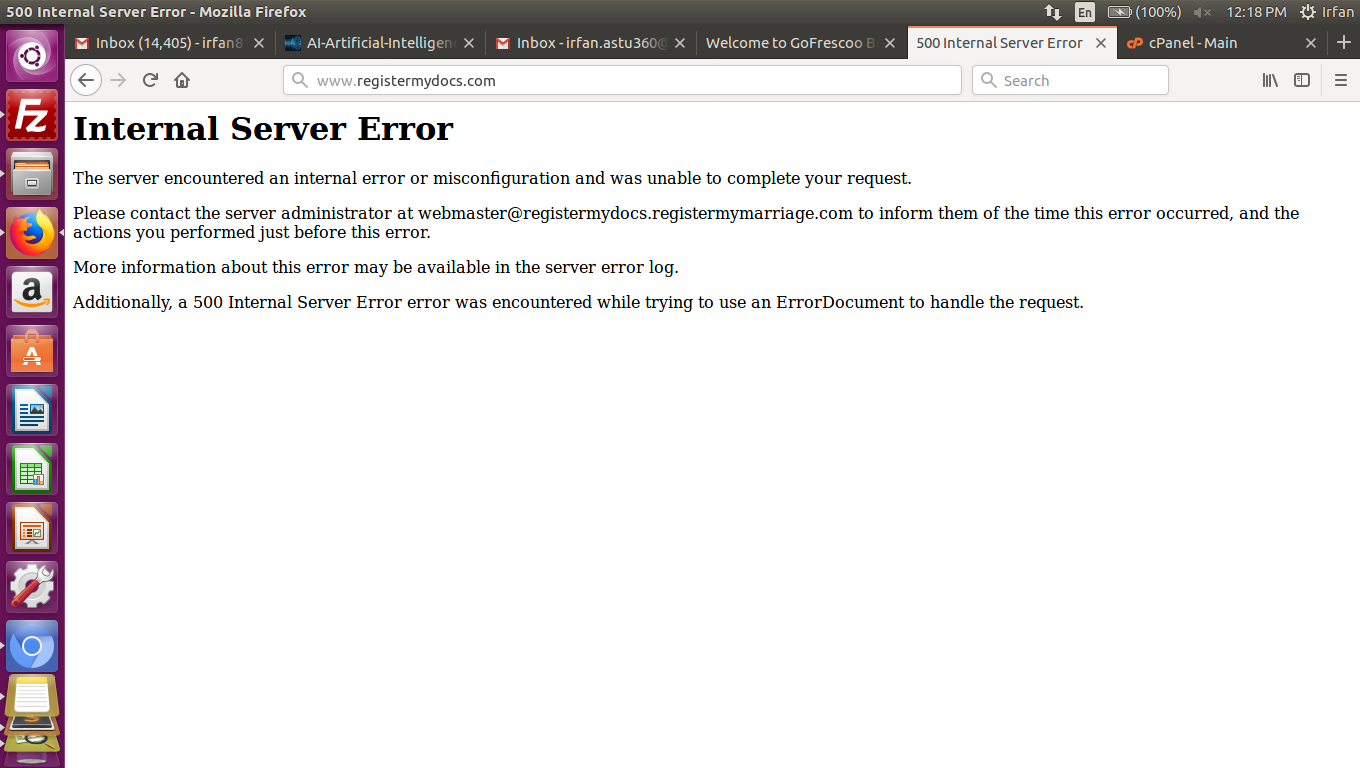 500 Internal Server Error - Mozilla Firefox
En
(100%)
12:18 PM
Irfan
Inbox (14,405) - irfan8
AI-Artificial-Intelligen
Inbox - irfan.astu360@
Welcome to GoFrescoo B
500 Internal Server Error
cP
cPanel - Main
www.registermydocs.com
Search
Internal Server Error
The server encountered an internal error or misconfiguration and was unable to complete your request.
Please contact the server administrator at webmaster@registermydocs.registermymarriage.com to inform them of the time this error occurred, and the
actions you performed just before this error.
More information about this error may be available in the server error log.
Additionally, a 500 Internal Server Error error was encountered while trying to use an ErrorDocument to handle the request.
Fz
a
A